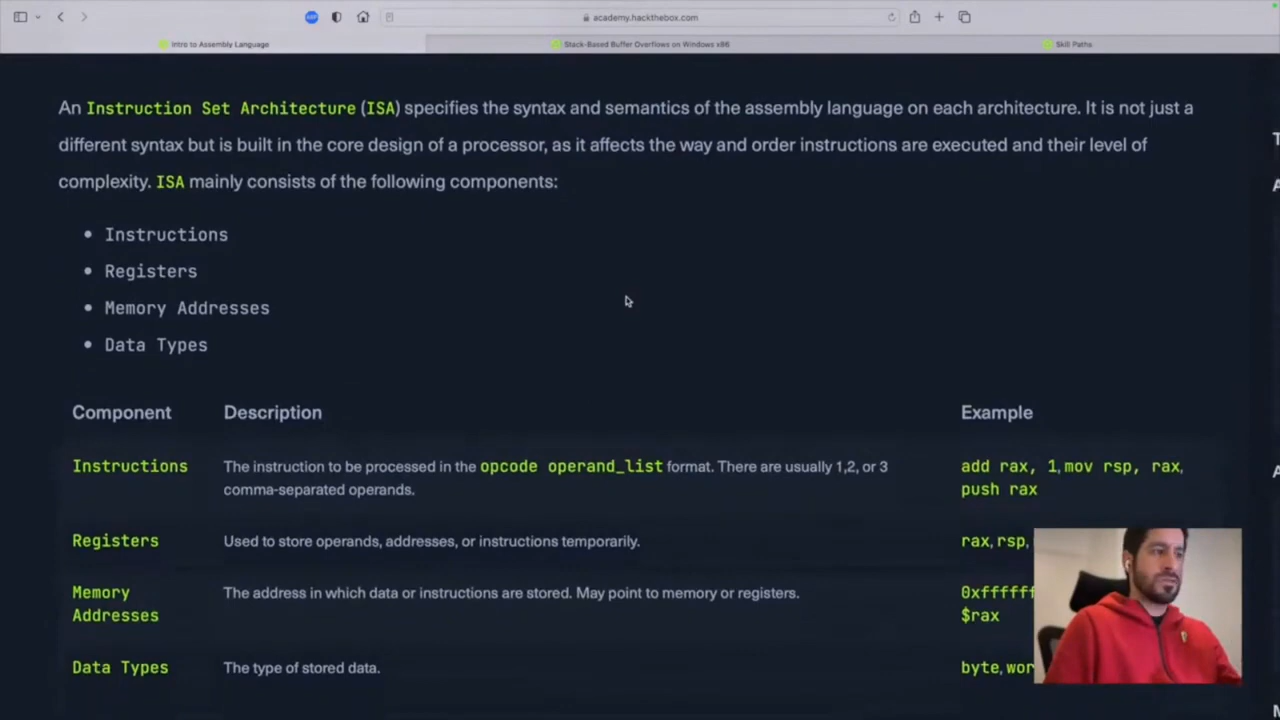 academy.hackthebox.com
Intro to Assembly Language
Stack-Based Buffer Overflows on Windows x86
Skill Paths
An Instruction Set Architecture (ISA) specifies the syntax and semantics of the assembly language on each architecture. It is not just a
different syntax but is built in the core design of a processor, as it affects the way and order instructions are executed and their level of
complexity. ISA mainly consists of the following components:
• Instructions
• Registers
• Memory Addresses
• Data Types
Component Description Example
Instructions The instruction to be processed in the opcode operand_list format. There are usually 1,2, or 3 add rax, 1, mov rsp, rax,
comma-separated operands. push rax
Registers Used to store operands, addresses, or instructions temporarily. rax, rsp,
Memory The address in which data or instructions are stored. May point to memory or registers.
Addresses $rax
Data Types The type of stored data. byte,